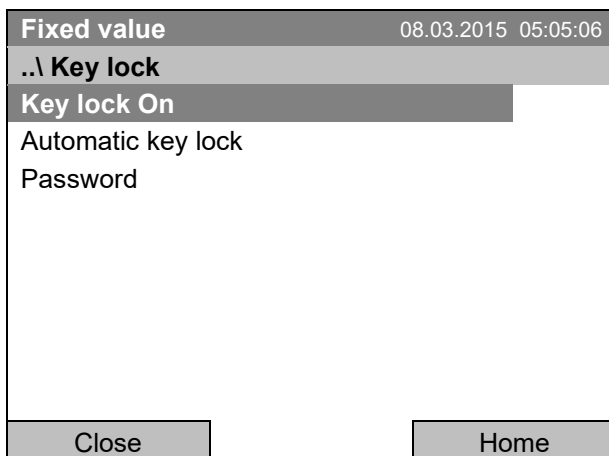 Fixed value 08.03.2015 05:05:06
..\ Key lock
Key lock On
Automatic key lock
Password
Close Home